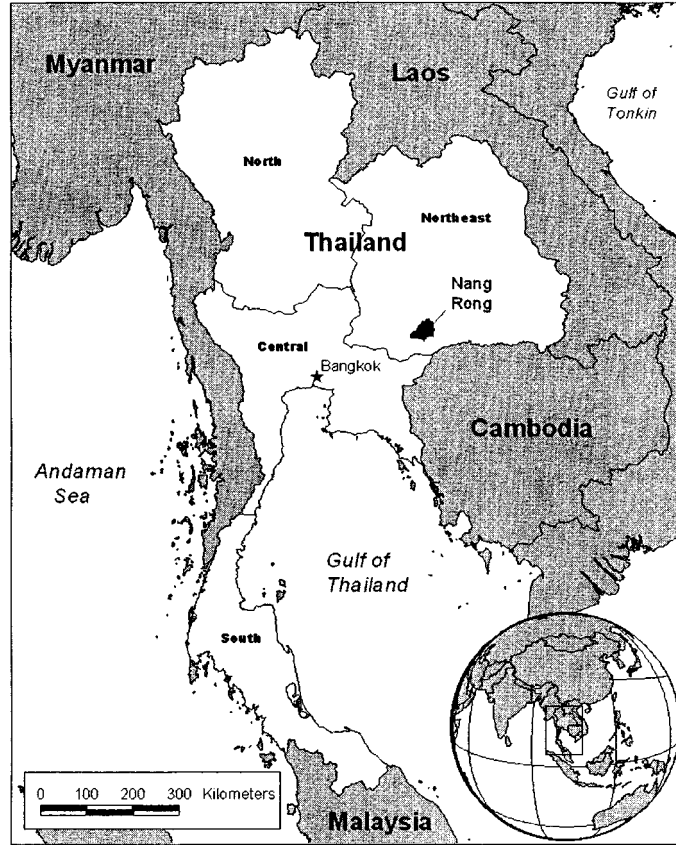 Myanmar
Laos
Gulf of
Tonkin
North
Northeast
Thailand
Nang
Rong
Central
Bangkok
Cambodia
Andaman
Sea
Gulf of
Thailand
South
0 100 200 300 Kilometers
Malaysia